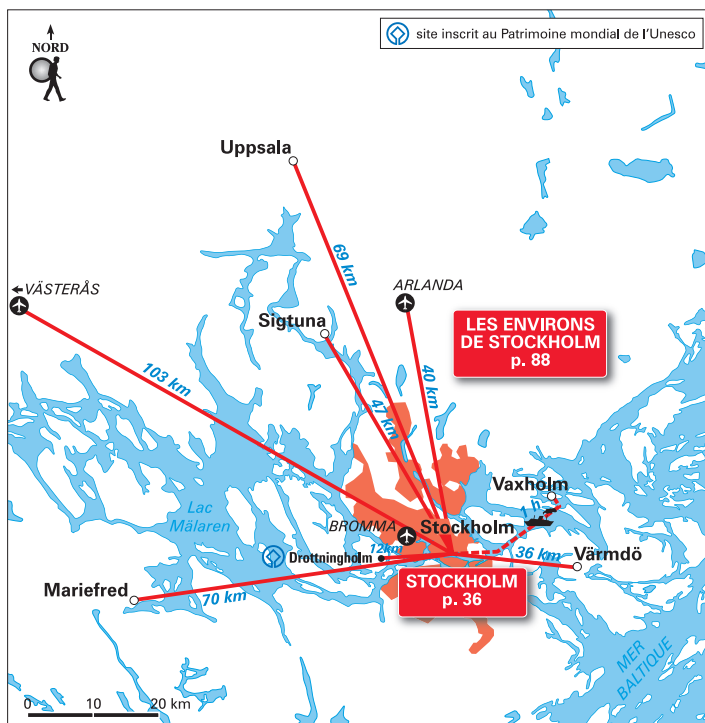 NORD
site inscrit au Patrimoine mondial de l'Unesco
Uppsala
69 km
VÄSTERÅS
ARLANDA
Sigtuna
LES ENVIRONS
DE STOCKHOLM
p. 88
103 km
40 km
47 km
Vaxholm
1 h
Lac
Mälaren
BROMMA
Stockholm
Drottningholm
12km
36 km
Värmdö
STOCKHOLM
p. 36
Mariefred
70 km
MER
BALTIQUE
0 10 20 km